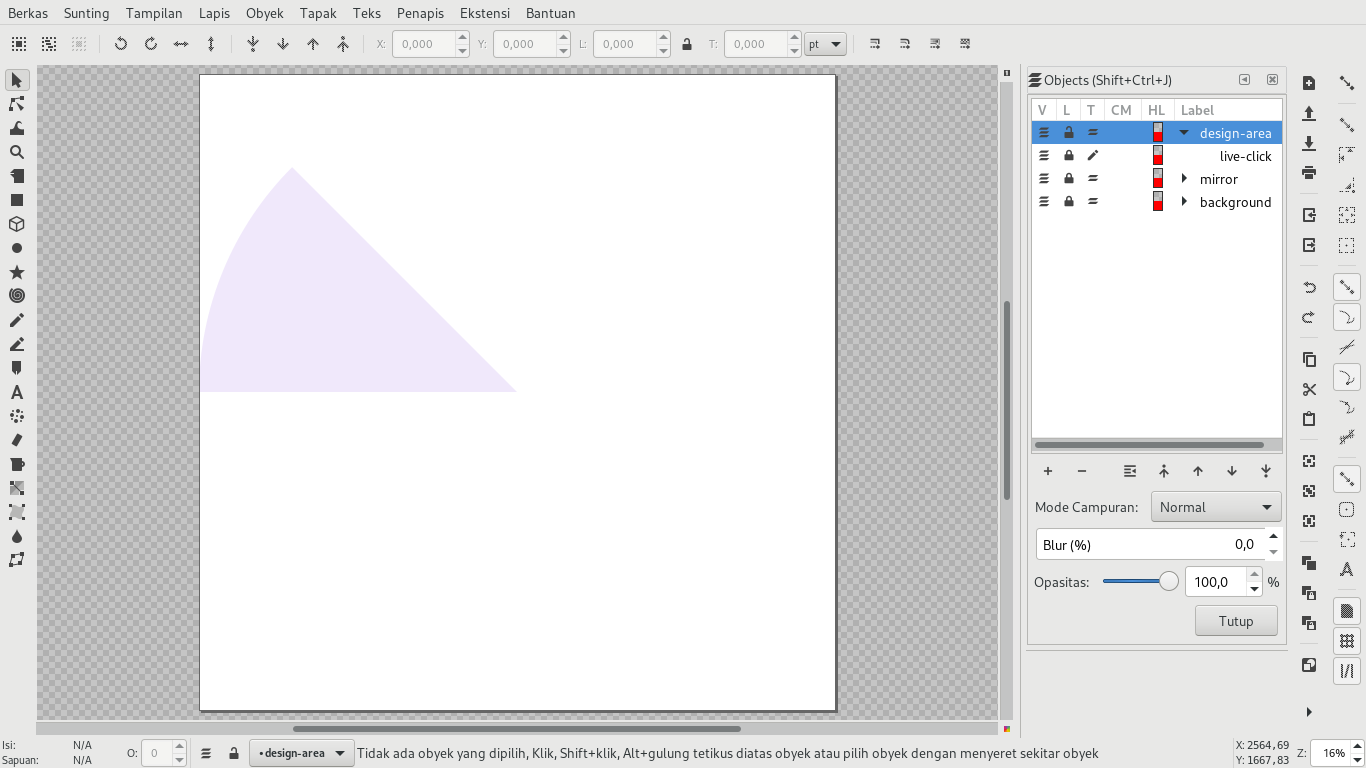 Berkas Sunting Tampilan Lapis Obyek Tapak Teks Penapis Ekstensi Bantuan
X: 0,000 Y: 0,000 L: 0,000 T: 0,000 pt
Objects (Shift+Ctrl+J)
V L T CM HL Label
design-area
live-click
mirror
background
Mode Campuran: Normal
Blur (%) 0,0
Opasitas: 100,0 %
Tutup
Isi: N/A
Sapuan: N/A
O: 0
•design-area
Tidak ada obyek yang dipilih, Klik, Shift+klik, Alt+gulung tetikus diatas obyek atau pilih obyek dengan menyeret sekitar obyek
X: 2564,69
Y: 1667,83
Z: 16%